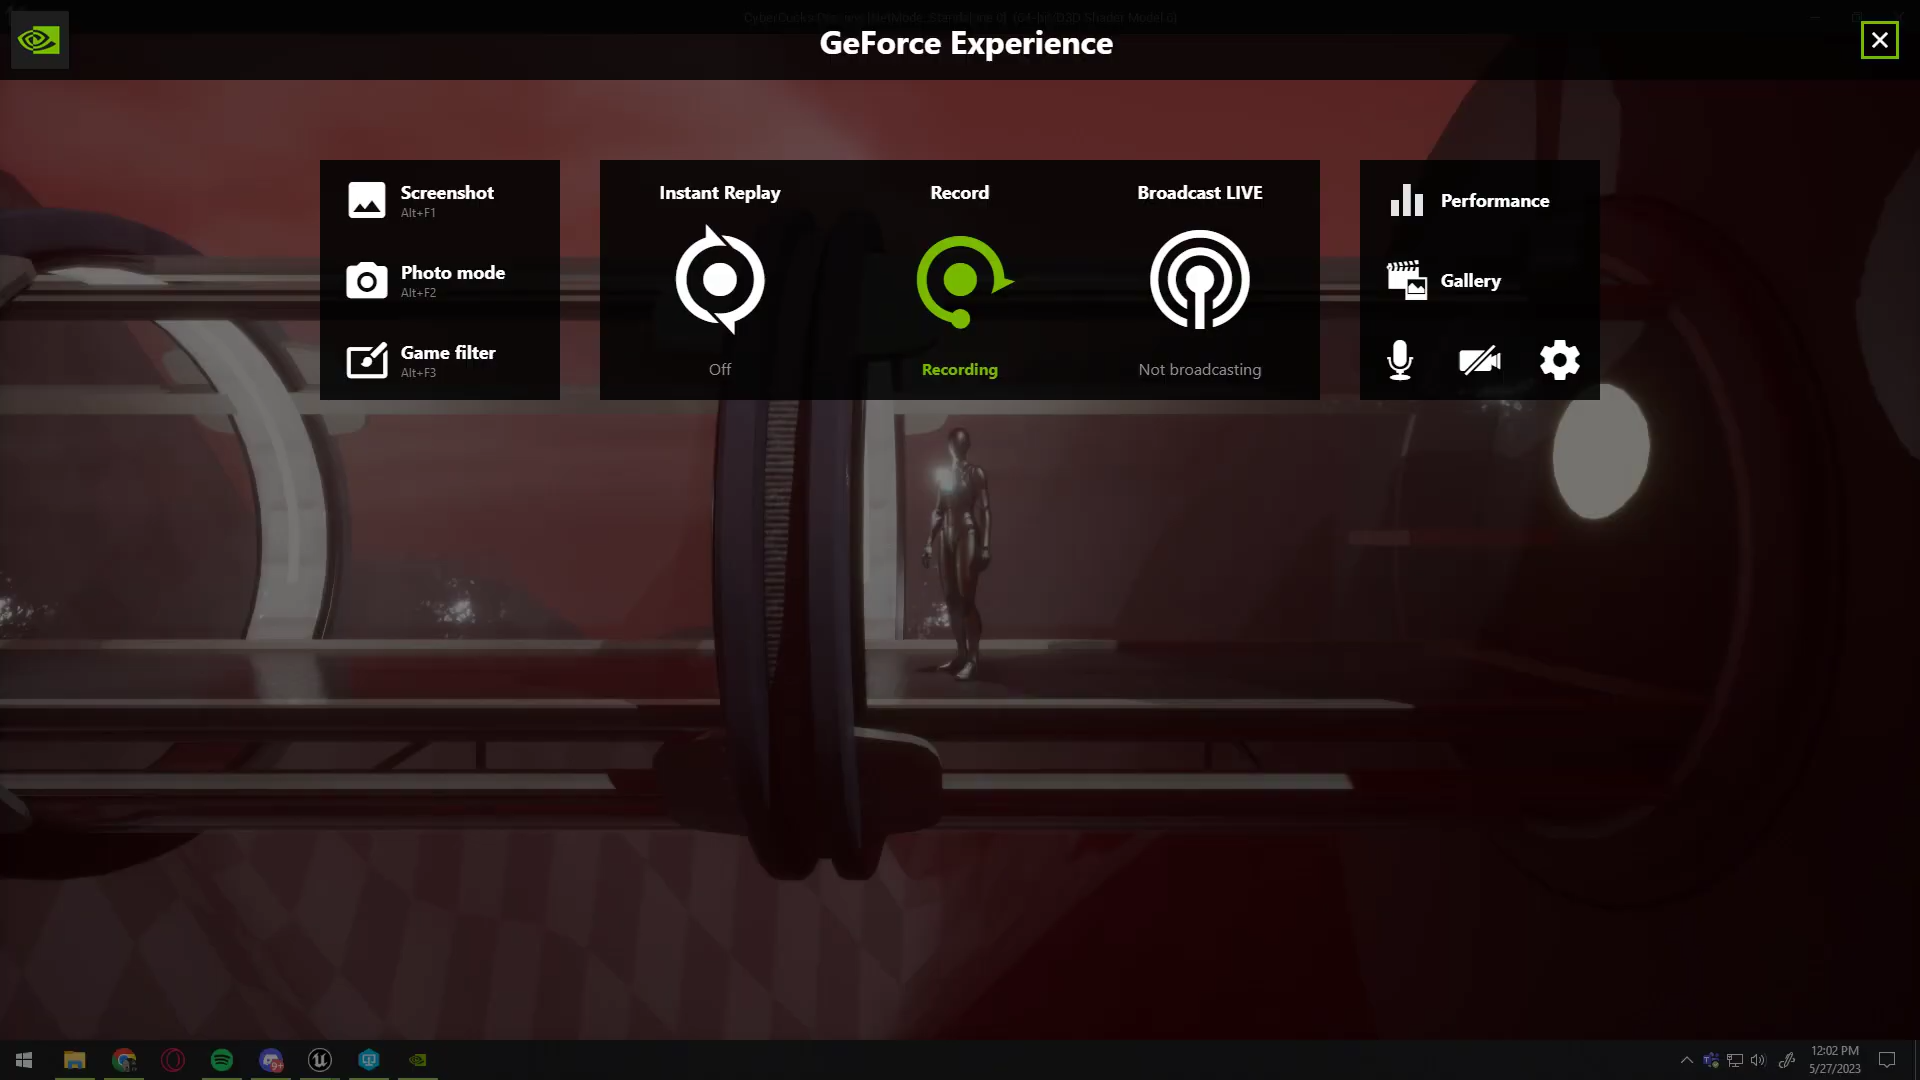 GeForce Experience
Screenshot
Alt+F1
Photo mode
Alt+F2
Game filter
Alt+F3
Instant Replay
Off
Record
Recording
Broadcast LIVE
Not broadcasting
Performance
Gallery
9+
12:02 PM
5/27/2023